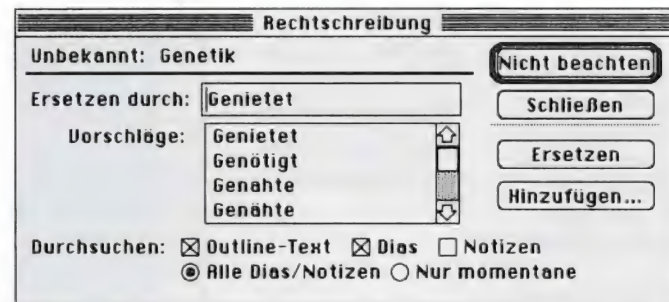 Rechtschreibung
Unbekannt: Genetik
Nicht beachten
Ersetzen durch: Genietet
Schließen
Vorschläge: Genietet
Genötigt
Genahte
Genähte
Ersetzen
Hinzufügen...
Durchsuchen: Outline-Text Dias Notizen
Alle Dias/Notizen Nur momentane